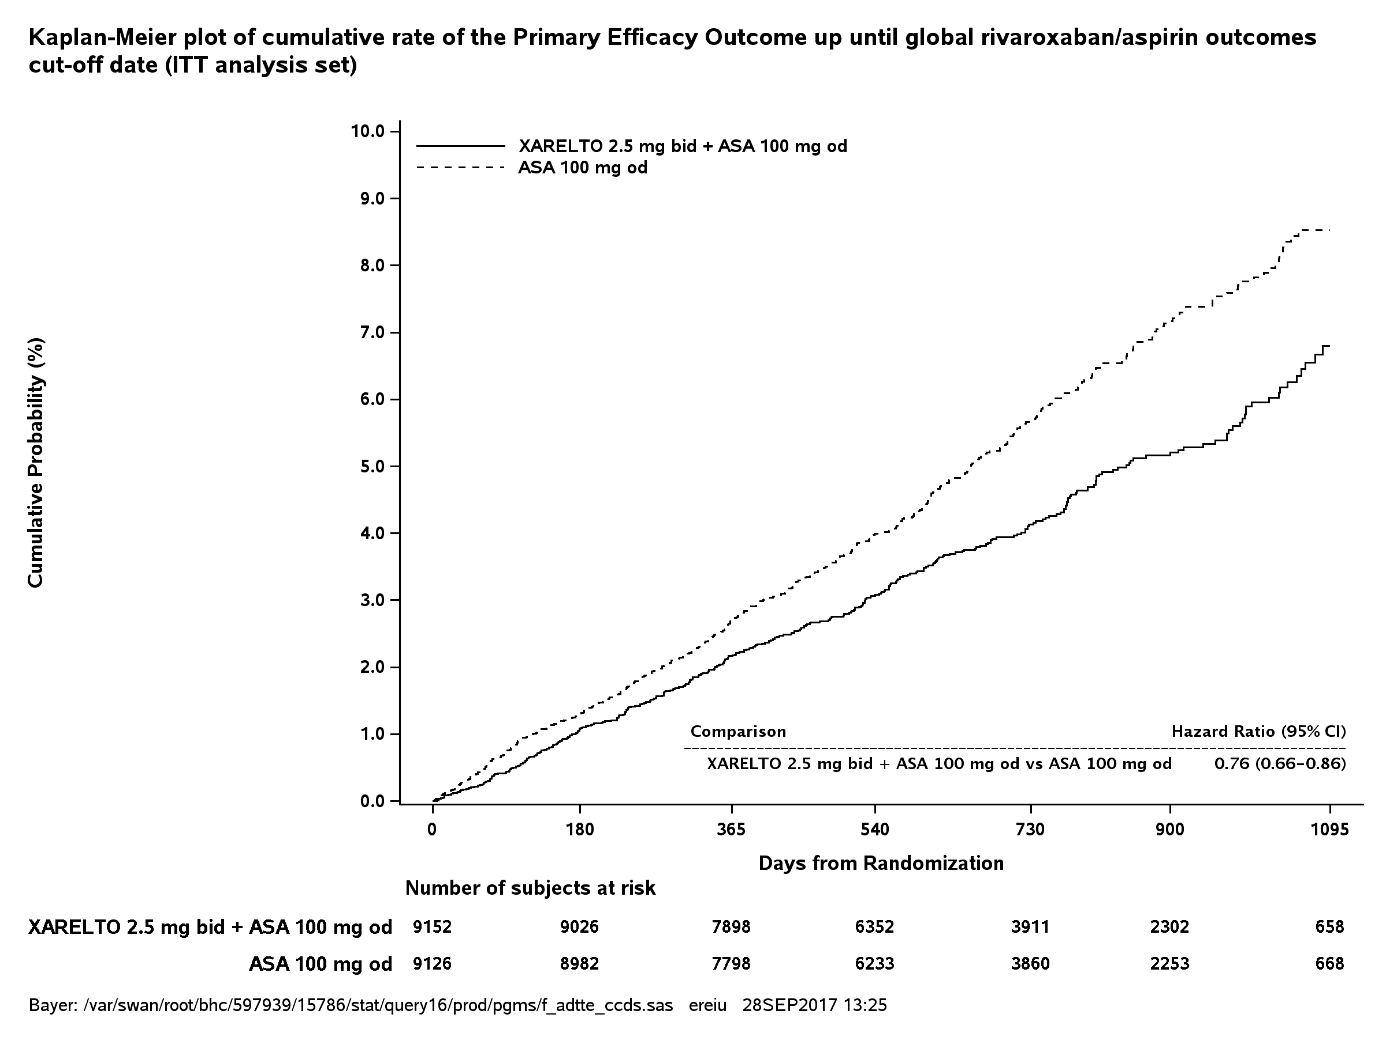 Kaplan-Meier plot of cumulative rate of the Primary Efficacy Outcome up until global rivaroxaban/aspirin outcomes
cut-off date (ITT analysis set)
Cumulative Probability (%)
10.0
9.0
8.0
7.0
6.0
5.0
4.0
3.0
2.0
1.0
0.0
XARELTO 2.5 mg bid + ASA 100 mg od
ASA 100 mg od
Comparison Hazard Ratio (95% CI)
XARELTO 2.5 mg bid + ASA 100 mg od vs ASA 100 mg od 0.76 (0.66–0.86)
0 180 365 540 730 900 1095
Days from Randomization
Number of subjects at risk
XARELTO 2.5 mg bid + ASA 100 mg od 9152 9026 7898 6352 3911 2302 658
ASA 100 mg od 9126 8982 7798 6233 3860 2253 668
Bayer: /var/swan/root/bhc/597939/15786/stat/query16/prod/pgms/f_adtte_ccds.sas ereiu 28SEP2017 13:25